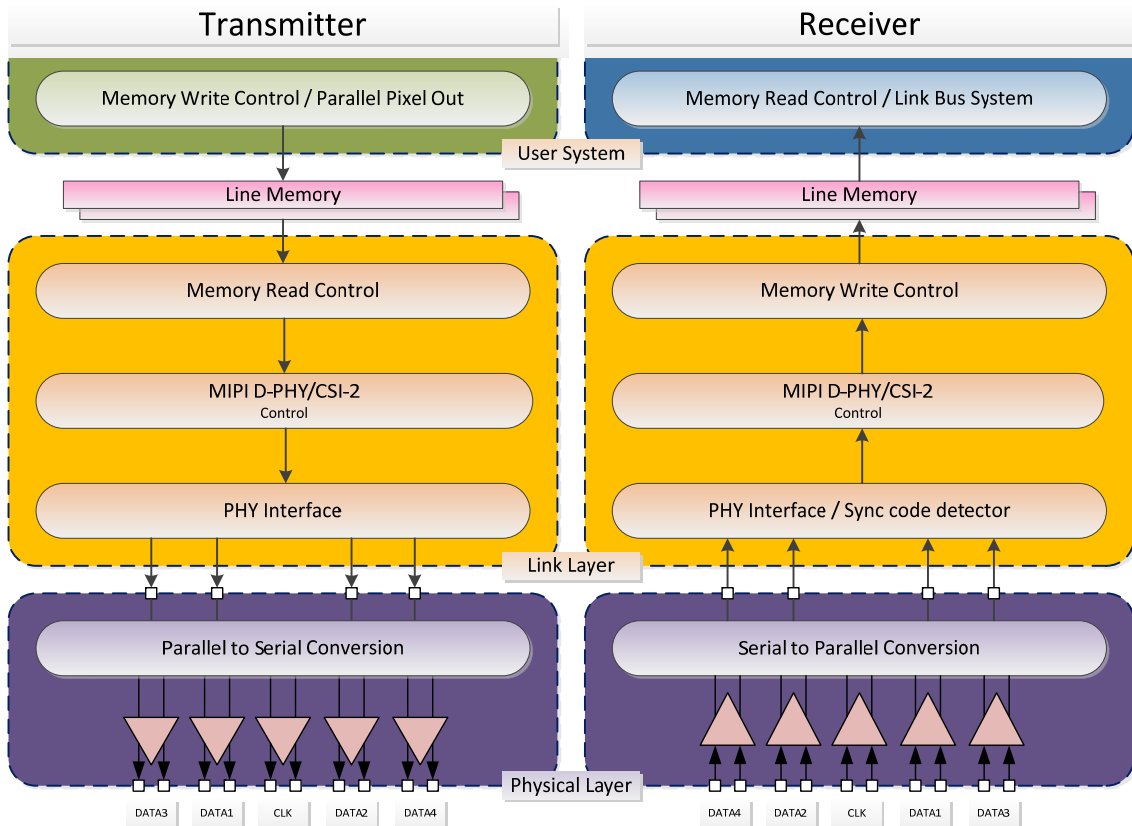 Transmitter
Receiver
Memory Write Control / Parallel Pixel Out
Memory Read Control / Link Bus System
User System
Line Memory
Line Memory
Memory Read Control
Memory Write Control
MIPI D-PHY/CSI-2
Control
MIPI D-PHY/CSI-2
Control
PHY Interface
PHY Interface / Sync code detector
Link Layer
Parallel to Serial Conversion
Serial to Parallel Conversion
Physical Layer
DATA3
DATA1
CLK
DATA2
DATA4
DATA4
DATA2
CLK
DATA1
DATA3